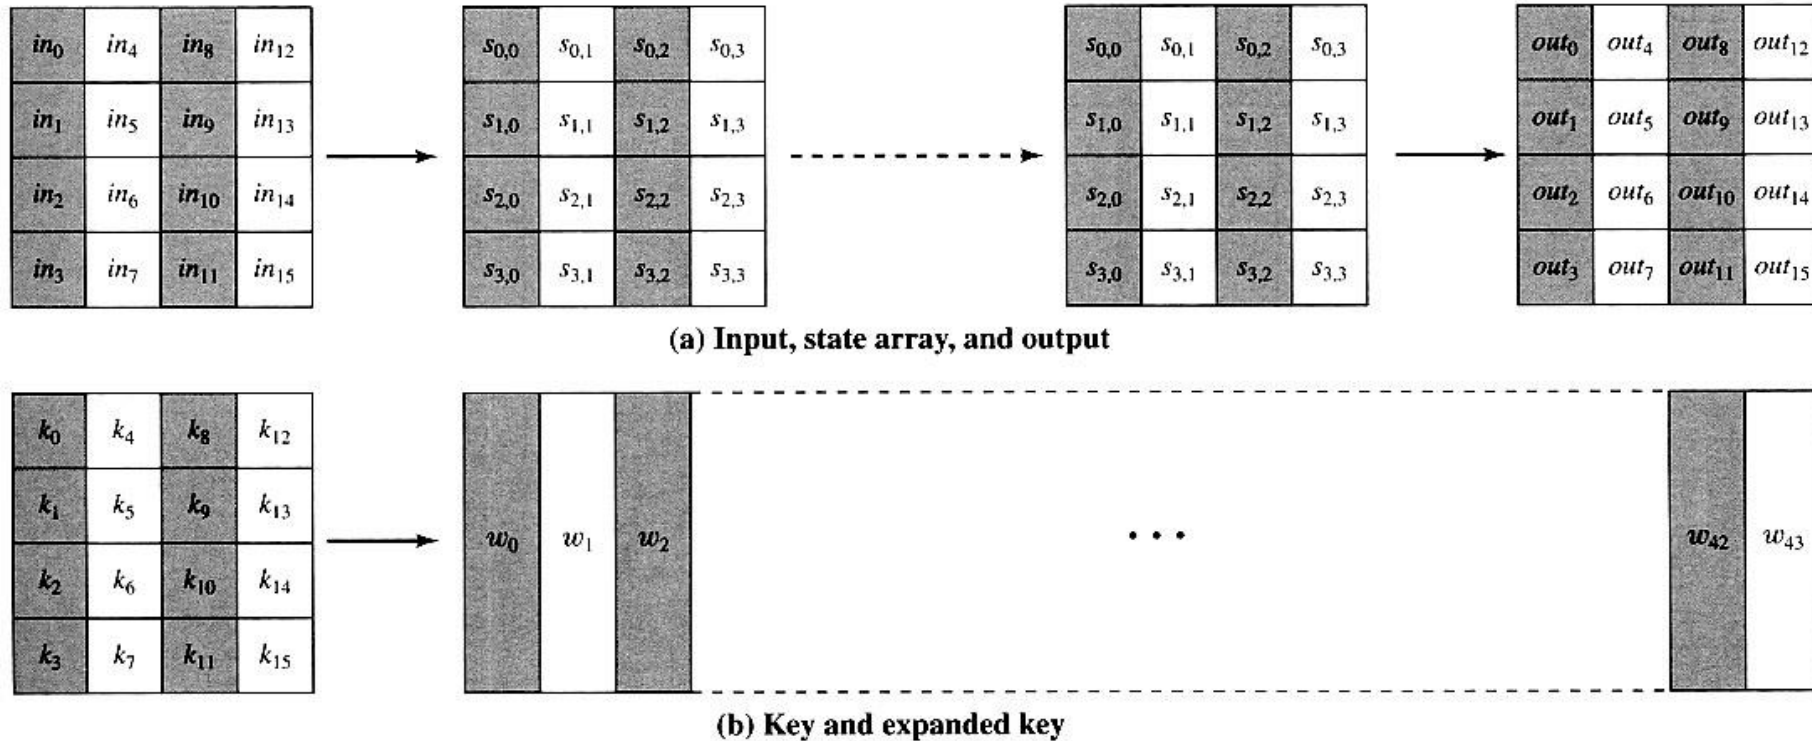 in₀ in₄ in₈ in₁₂ s₀,₀ s₀,₁ s₀,₂ s₀,₃ s₀,₀ s₀,₁ s₀,₂ s₀,₃ out₀ out₄ out₈ out₁₂
in₁ in₅ in₉ in₁₃ s₁,₀ s₁,₁ s₁,₂ s₁,₃ s₁,₀ s₁,₁ s₁,₂ s₁,₃ out₁ out₅ out₉ out₁₃
in₂ in₆ in₁₀ in₁₄ s₂,₀ s₂,₁ s₂,₂ s₂,₃ s₂,₀ s₂,₁ s₂,₂ s₂,₃ out₂ out₆ out₁₀ out₁₄
in₃ in₇ in₁₁ in₁₅ s₃,₀ s₃,₁ s₃,₂ s₃,₃ s₃,₀ s₃,₁ s₃,₂ s₃,₃ out₃ out₇ out₁₁ out₁₅
(a) Input, state array, and output
k₀ k₄ k₈ k₁₂
k₁ k₅ k₉ k₁₃
w₀ w₁ w₂ • • • w₄₂ w₄₃
k₂ k₆ k₁₀ k₁₄
k₃ k₇ k₁₁ k₁₅
(b) Key and expanded key